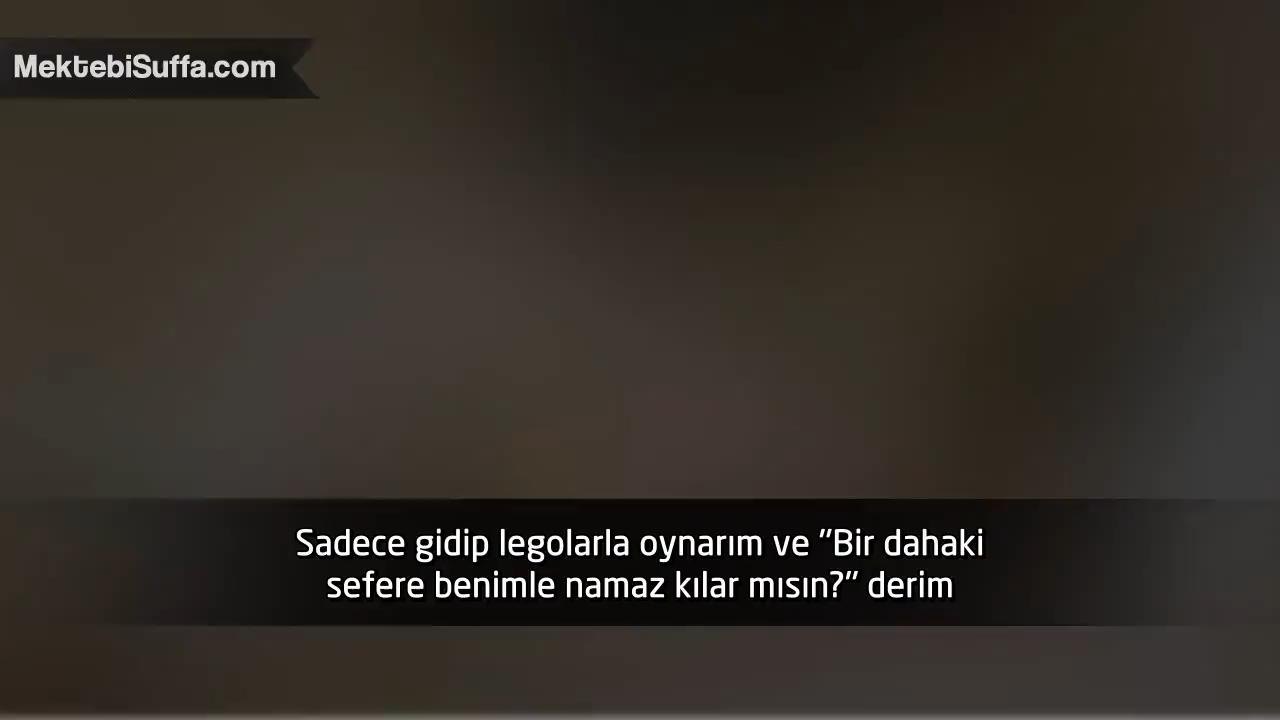 MektebiSuffa.com
Sadece gidip legolarla oynarım ve "Bir dahaki
sefere benimle namaz kılar mısın?" derim